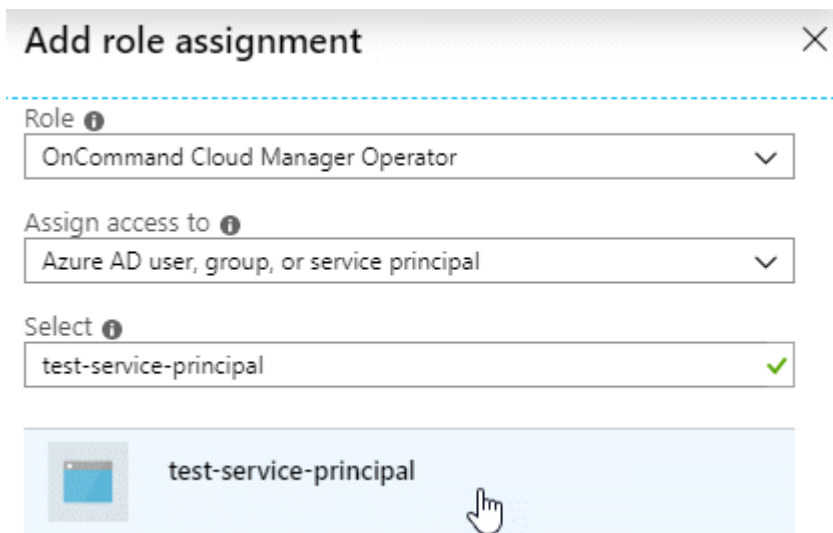 Add role assignment
Role
OnCommand Cloud Manager Operator
Assign access to
Azure AD user, group, or service principal
Select
test-service-principal
test-service-principal